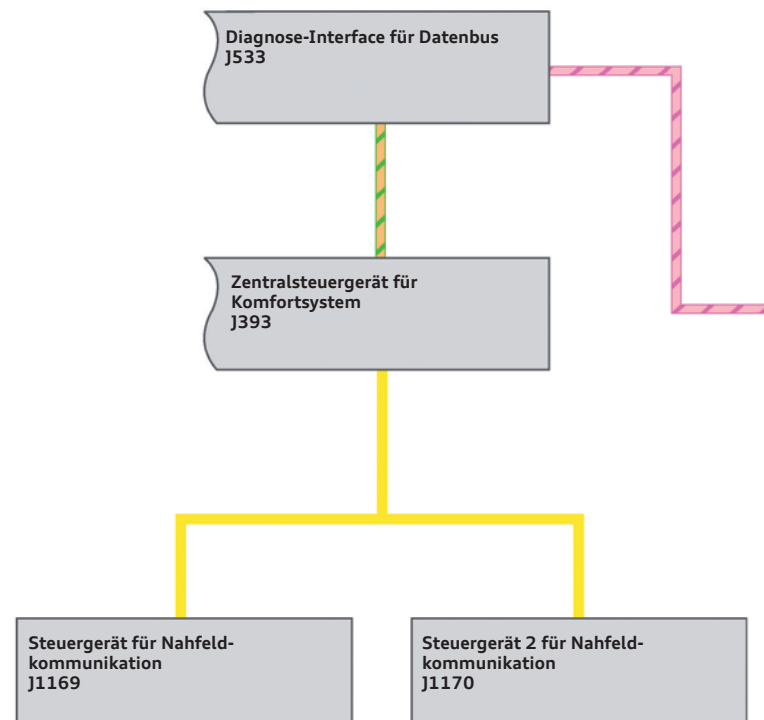 Diagnose-Interface für Datenbus
J533
Zentralsteuergerät für
Komfortsystem
J393
Steuergerät für Nahfeld-
kommunikation
J1169
Steuergerät 2 für Nahfeld-
kommunikation
J1170